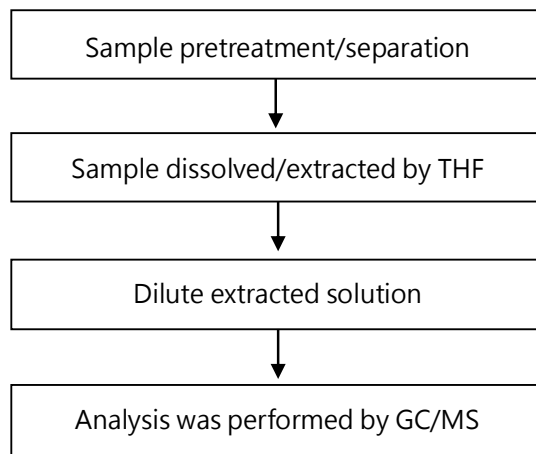 Sample pretreatment/separation
Sample dissolved/extracted by THF
Dilute extracted solution
Analysis was performed by GC/MS